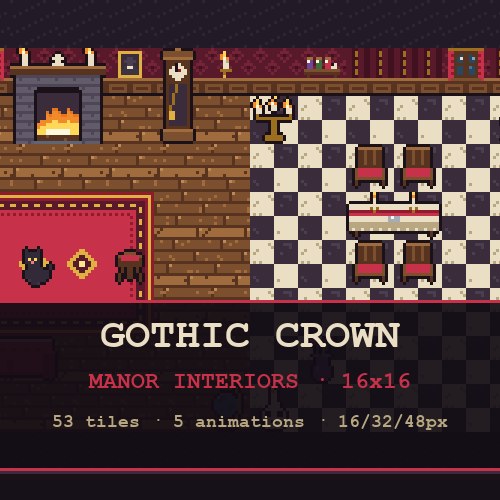 GOTHIC CROWN
MANOR INTERIORS · 16x16
53 tiles · 5 animations · 16/32/48px